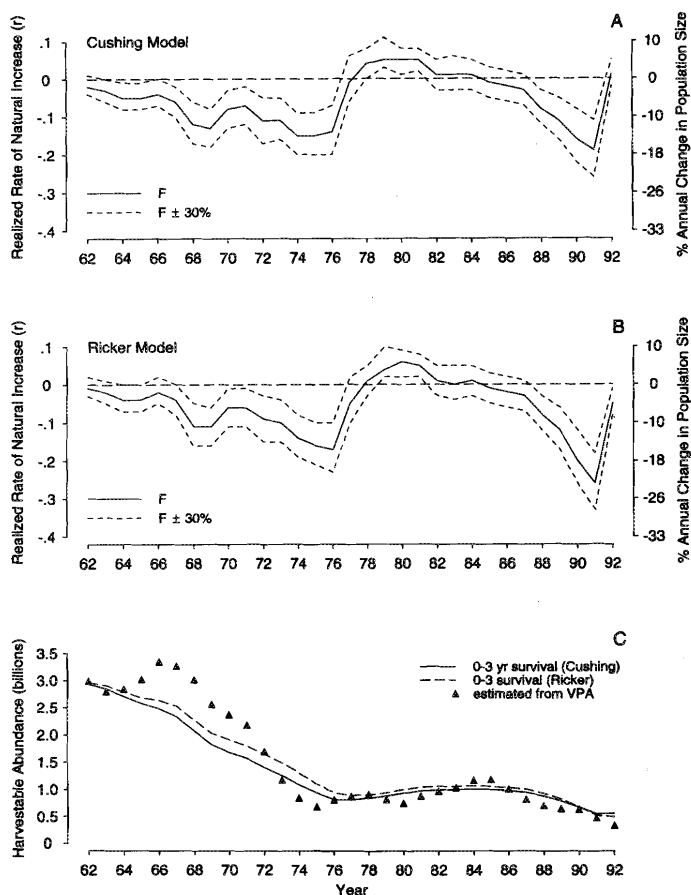 A
Cushing Model
Realized Rate of Natural Increase (r)
.1
0
-.1
-.2
-.3
-.4
10
0
-10
-18
-26
-33
% Annual Change in Population Size
F
F ± 30%
62 64 66 68 70 72 74 76 78 80 82 84 86 88 90 92
B
Ricker Model
Realized Rate of Natural Increase (r)
.1
0
-.1
-.2
-.3
-.4
10
0
-10
-18
-26
-33
% Annual Change in Population Size
F
F ± 30%
62 64 66 68 70 72 74 76 78 80 82 84 86 88 90 92
C
Harvestable Abundance (billions)
3.5
3.0
2.5
2.0
1.5
1.0
0.5
0
0-3 yr survival (Cushing)
0-3 survival (Ricker)
estimated from VPA
62 64 66 68 70 72 74 76 78 80 82 84 86 88 90 92
Year